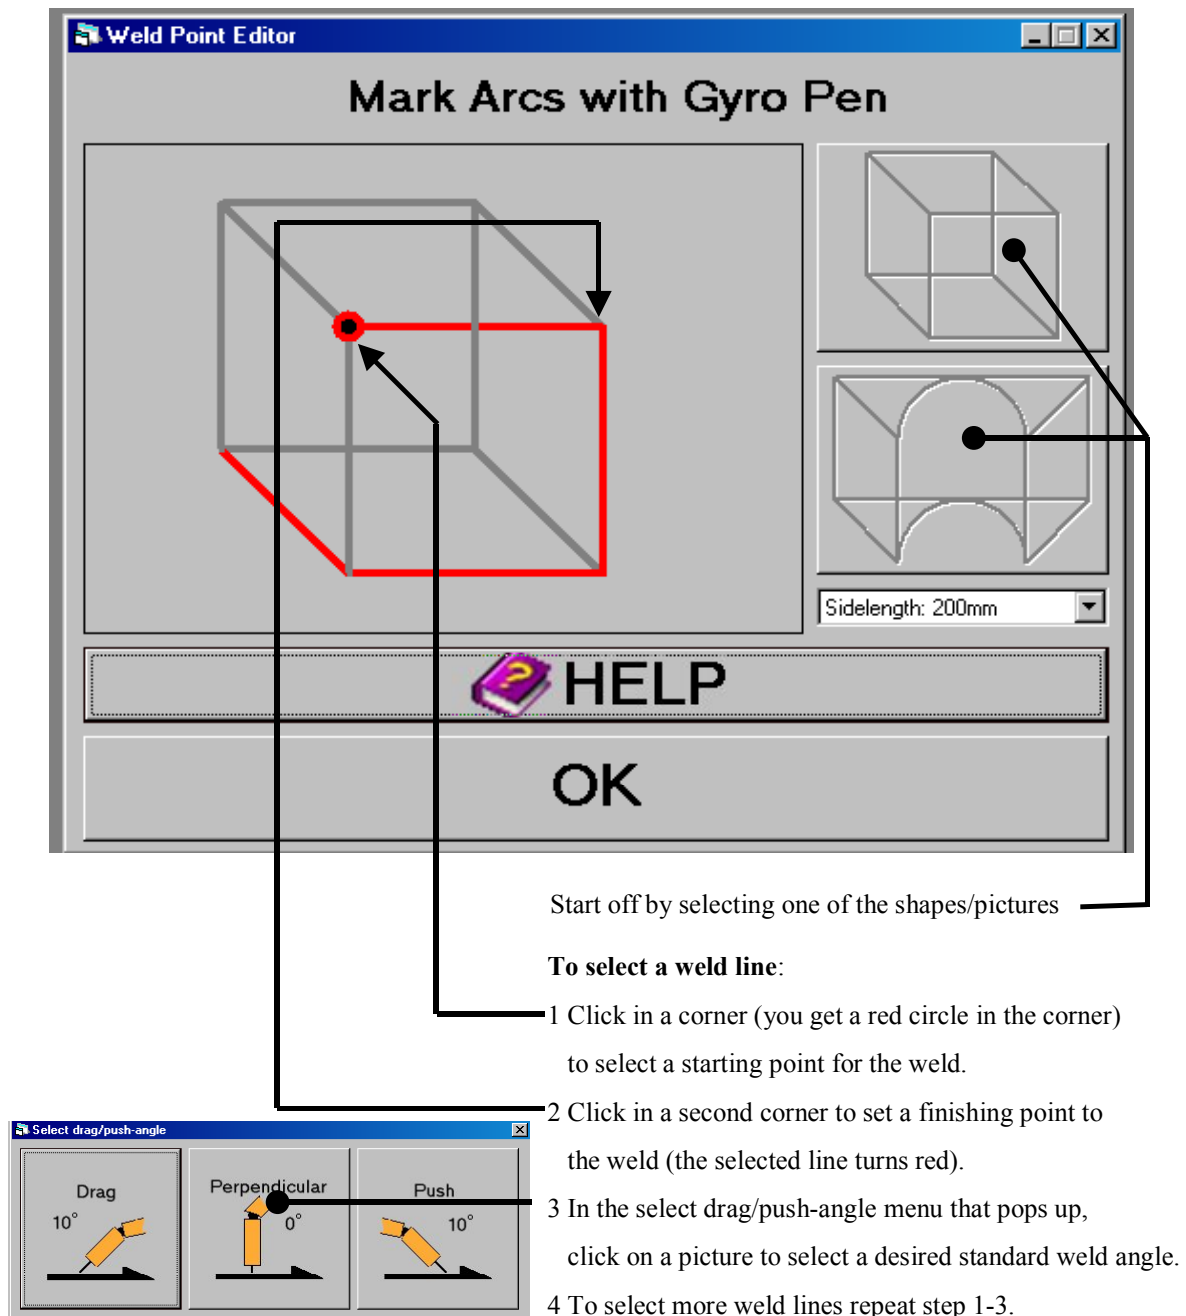 Weld Point Editor
Mark Arcs with Gyro Pen
Sidelength: 200mm
HELP
OK
Start off by selecting one of the shapes/pictures
To select a weld line:
1 Click in a corner (you get a red circle in the corner)
to select a starting point for the weld.
2 Click in a second corner to set a finishing point to
the weld (the selected line turns red).
3 In the select drag/push-angle menu that pops up,
click on a picture to select a desired standard weld angle.
4 To select more weld lines repeat step 1-3.
Select drag/push-angle
Drag
10°
Perpendicular
0°
Push
10°